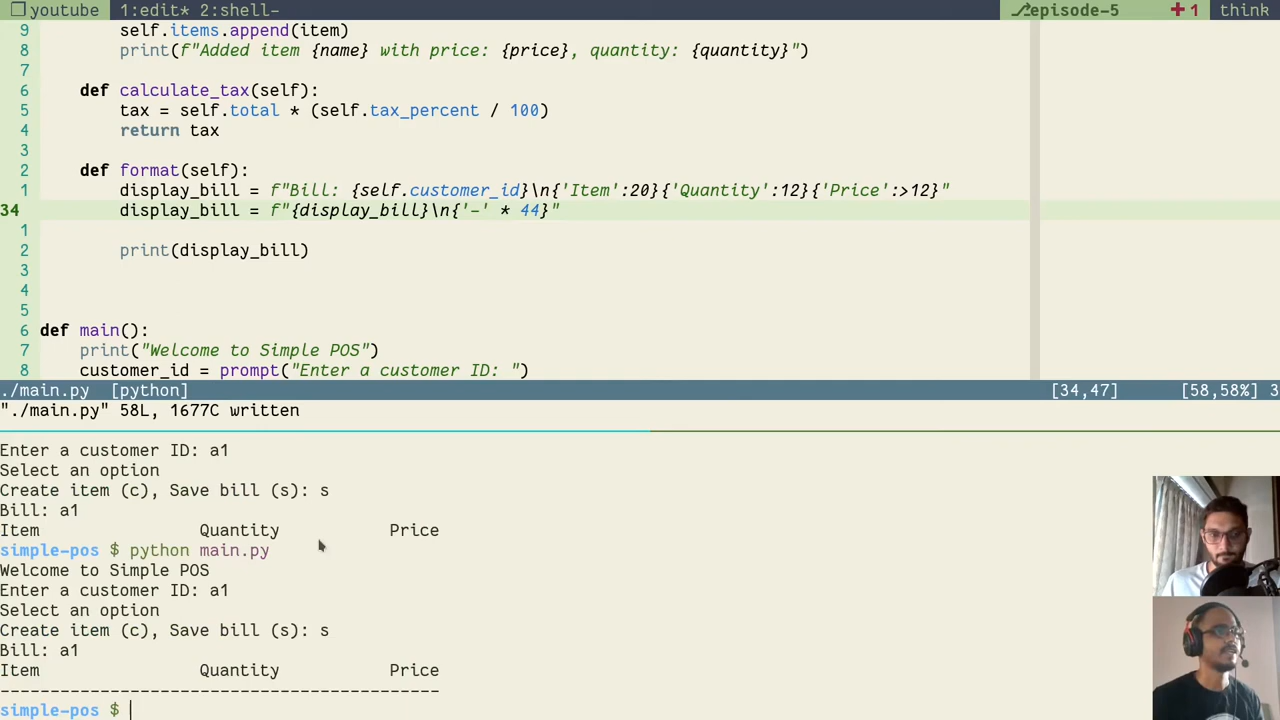 youtube 1:edit* 2:shell- episode-5 +1 think
9 self.items.append(item)
8 print(f"Added item {name} with price: {price}, quantity: {quantity}")
7
6 def calculate_tax(self):
5 tax = self.total * (self.tax_percent / 100)
4 return tax
3
2 def format(self):
1 display_bill = f"Bill: {self.customer_id}\n{'Item':20}{'Quantity':12}{'Price':>12}"
34 display_bill = f"{display_bill}\n{'-' * 44}"
1
2 print(display_bill)
3
4
5
6 def main():
7 print("Welcome to Simple POS")
8 customer_id = prompt("Enter a customer ID: ")
./main.py [python] [34,47] [58,58%] 3
"./main.py" 58L, 1677C written
Enter a customer ID: a1
Select an option
Create item (c), Save bill (s): s
Bill: a1
Item Quantity Price
simple-pos $ python main.py
Welcome to Simple POS
Enter a customer ID: a1
Select an option
Create item (c), Save bill (s): s
Bill: a1
Item Quantity Price
--------------------------------------------
simple-pos $